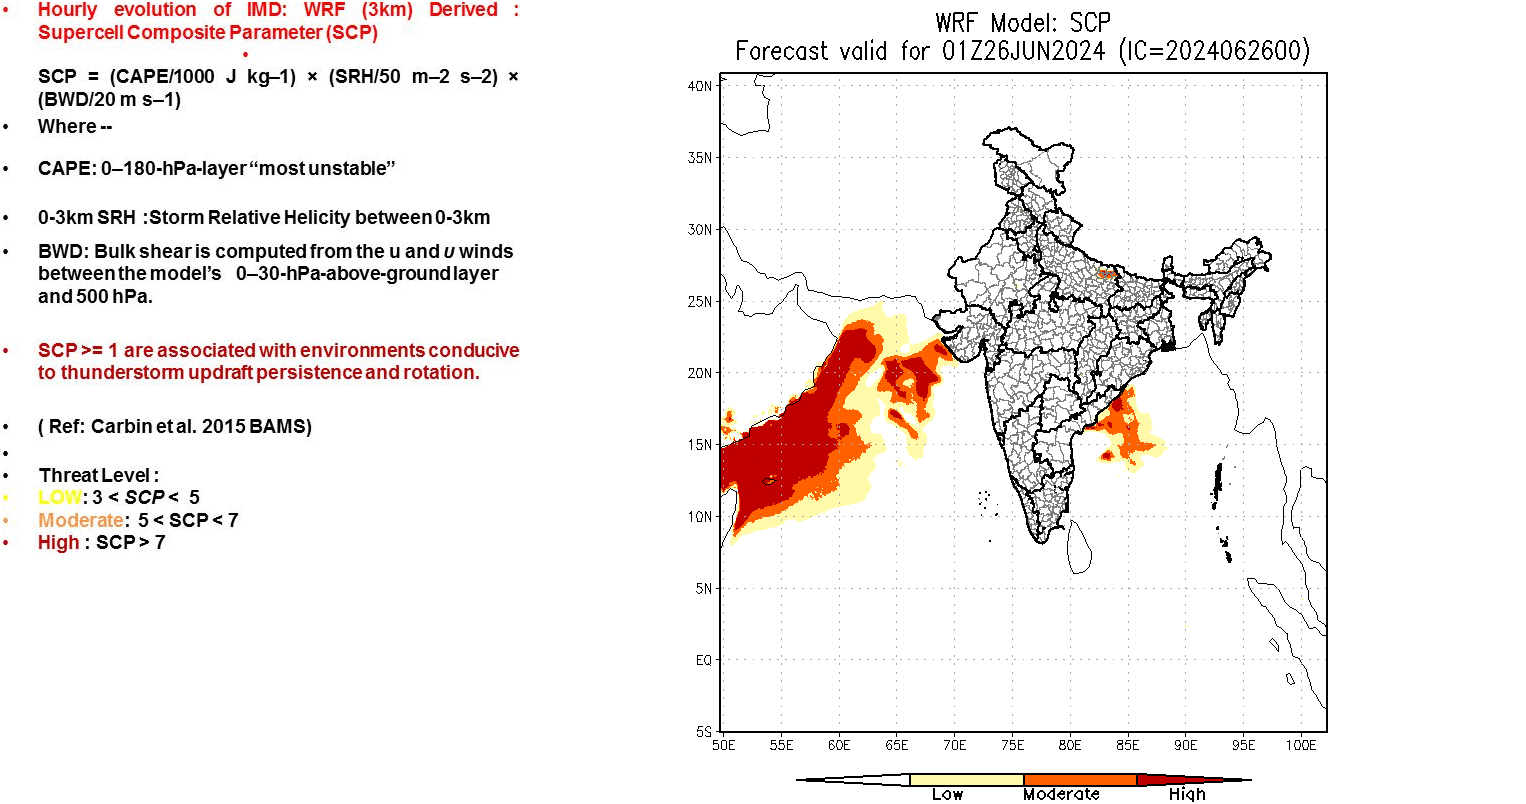 Hourly evolution of IMD: WRF (3km) Derived :
Supercell Composite Parameter (SCP)
SCP = (CAPE/1000 J kg–1) × (SRH/50 m–2 s–2) ×
(BWD/20 m s–1)
Where --
CAPE: 0–180-hPa-layer “most unstable”
0-3km SRH :Storm Relative Helicity between 0-3km
BWD: Bulk shear is computed from the u and υ winds
between the model’s 0–30-hPa-above-ground layer
and 500 hPa.
SCP >= 1 are associated with environments conducive
to thunderstorm updraft persistence and rotation.
( Ref: Carbin et al. 2015 BAMS)
Threat Level :
LOW: 3 < SCP < 5
Moderate: 5 < SCP < 7
High : SCP > 7
WRF Model: SCP
Forecast valid for 01Z26JUN2024 (IC=2024062600)
40N
35N
30N
25N
20N
15N
10N
5N
EQ
5S
50E 55E 60E 65E 70E 75E 80E 85E 90E 95E 100E
Low Moderate High